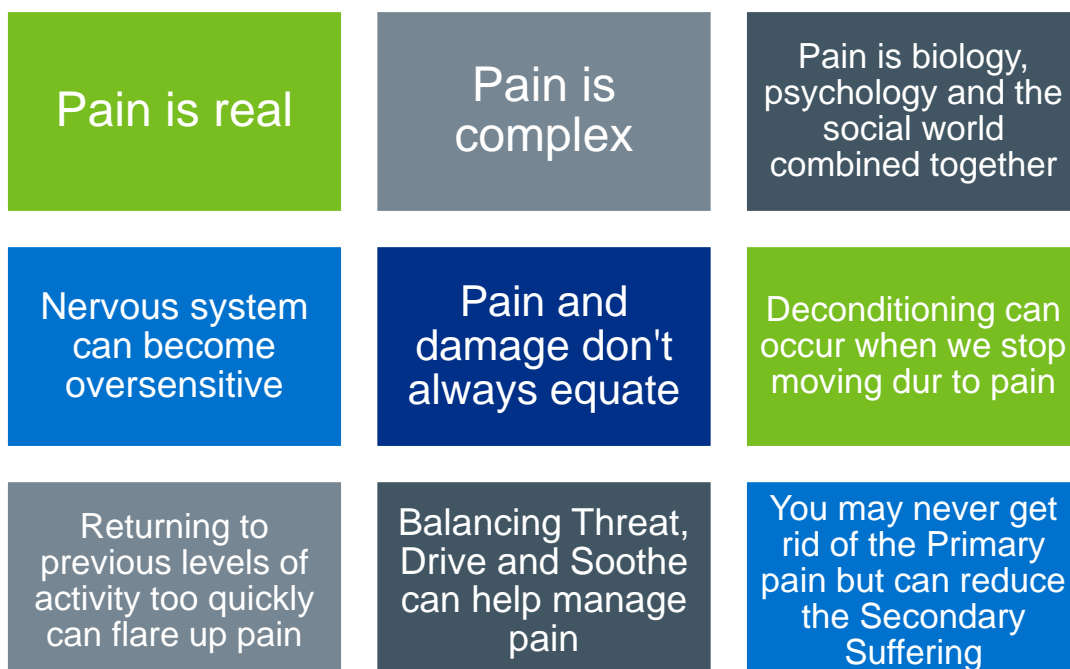 Pain is real
Pain is
complex
Pain is biology,
psychology and the
social world
combined together
Nervous system
can become
oversensitive
Pain and
damage don't
always equate
Deconditioning can
occur when we stop
moving dur to pain
Returning to
previous levels of
activity too quickly
can flare up pain
Balancing Threat,
Drive and Soothe
can help manage
pain
You may never get
rid of the Primary
pain but can reduce
the Secondary
Suffering